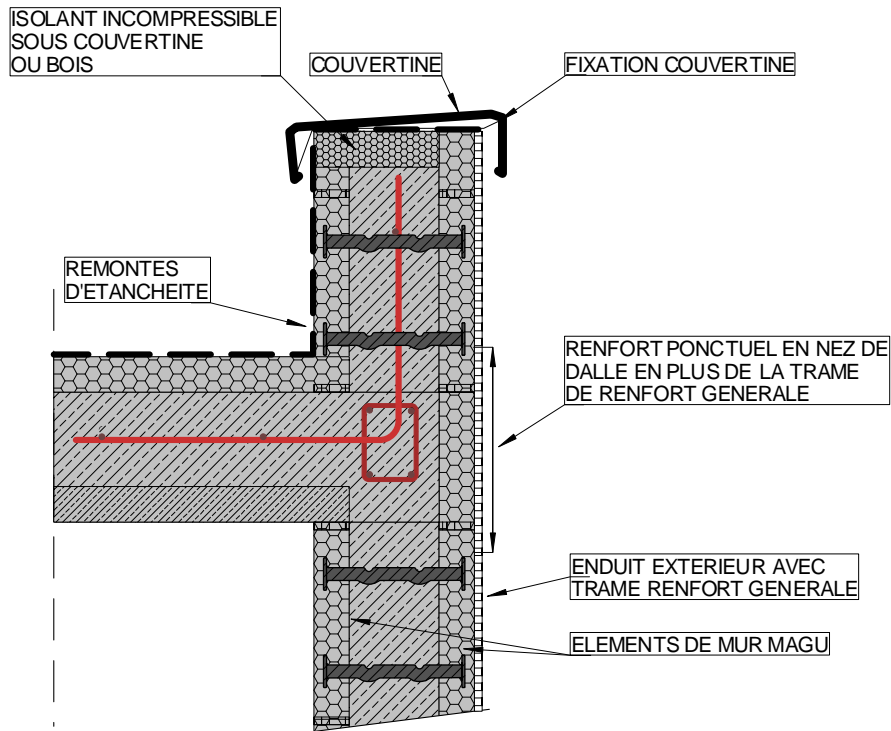 ISOLANT INCOMPRESSIBLE
SOUS COUVERTINE
OU BOIS
COUVERTINE
FIXATION COUVERTINE
REMONTES
D'ETANCHEITE
RENFORT PONCTUEL EN NEZ DE
DALLE EN PLUS DE LA TRAME
DE RENFORT GENERALE
ENDUIT EXTERIEUR AVEC
TRAME RENFORT GENERALE
ELEMENTS DE MUR MAGU